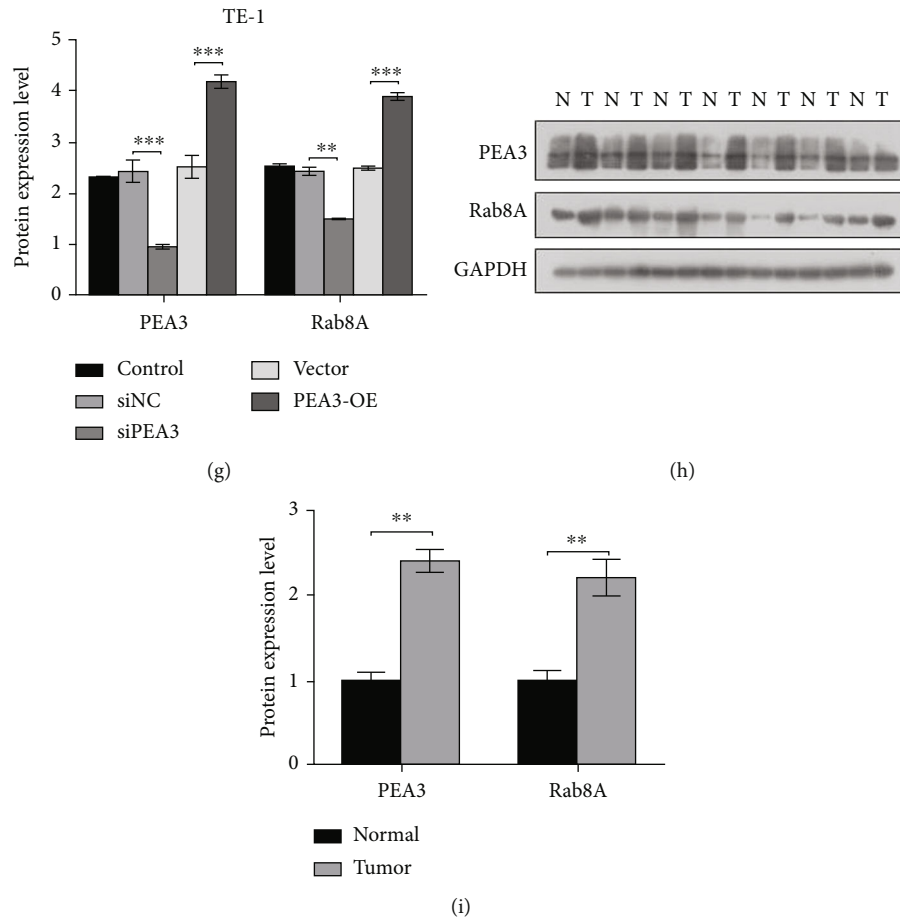 TE-1
Protein expression level
5
4
3
2
1
0
***
***
**
***
PEA3 Rab8A
Control
siNC
siPEA3
Vector
PEA3-OE
(g)
N T N T N T N T N T N T N T
PEA3
Rab8A
GAPDH
(h)
Protein expression level
3
2
1
0
**
**
PEA3 Rab8A
Normal
Tumor
(i)